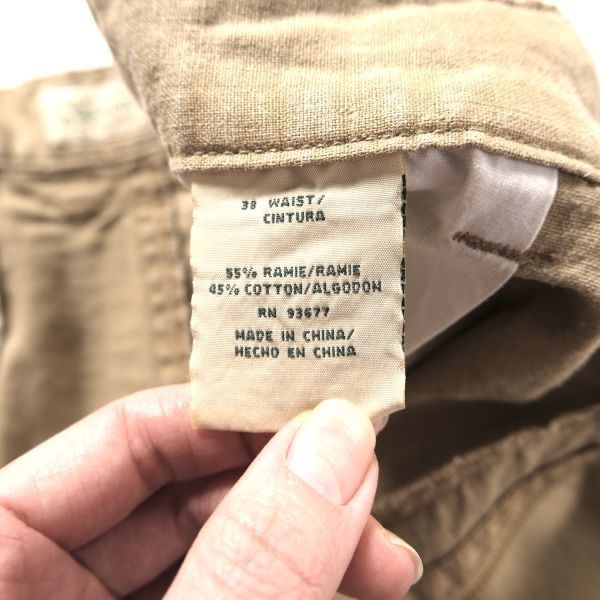 38 WAIST/
CINTURA
55% RAMIE/RAMIE
45% COTTON/ALGODON
RN 93677
MADE IN CHINA/
HECHO EN CHINA